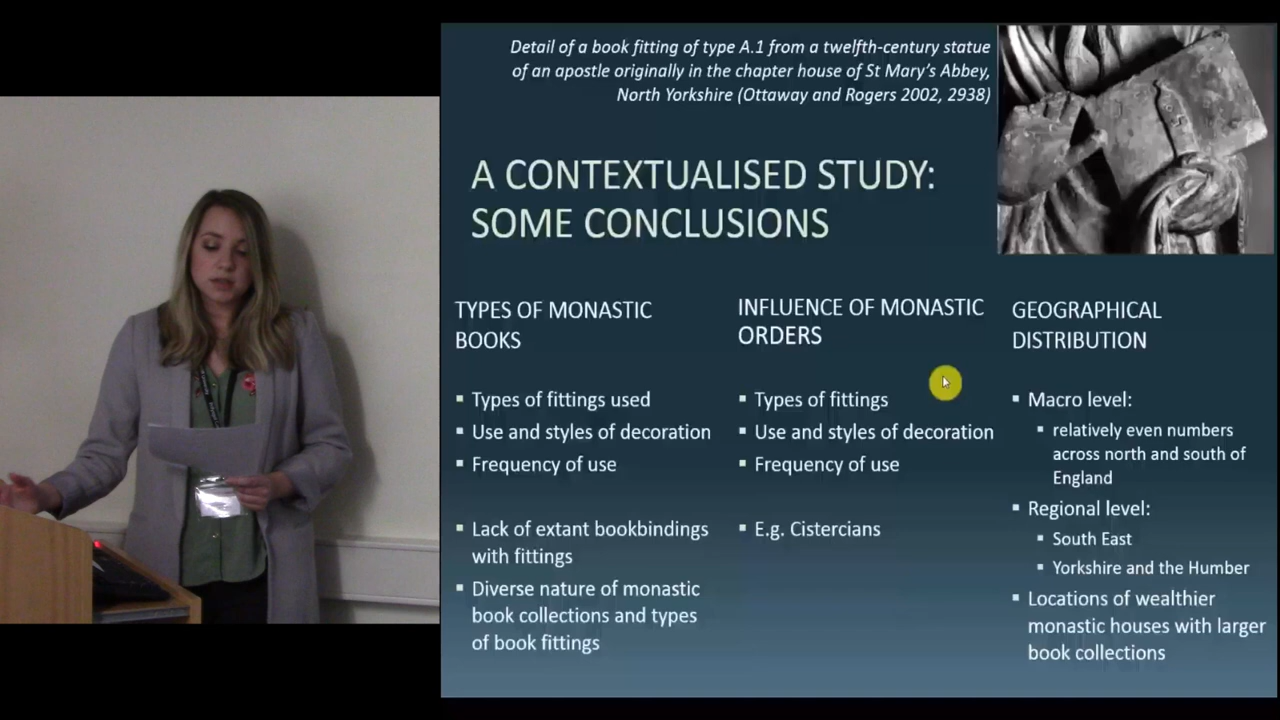 Detail of a book fitting of type A.1 from a twelfth-century statue
of an apostle originally in the chapter house of St Mary's Abbey,
North Yorkshire (Ottaway and Rogers 2002, 2938)
A CONTEXTUALISED STUDY:
SOME CONCLUSIONS
TYPES OF MONASTIC
BOOKS
▪ Types of fittings used
▪ Use and styles of decoration
▪ Frequency of use
▪ Lack of extant bookbindings
with fittings
▪ Diverse nature of monastic
book collections and types
of book fittings
INFLUENCE OF MONASTIC
ORDERS
▪ Types of fittings
▪ Use and styles of decoration
▪ Frequency of use
▪ E.g. Cistercians
GEOGRAPHICAL
DISTRIBUTION
▪ Macro level:
▪ relatively even numbers
across north and south of
England
▪ Regional level:
▪ South East
▪ Yorkshire and the Humber
▪ Locations of wealthier
monastic houses with larger
book collections